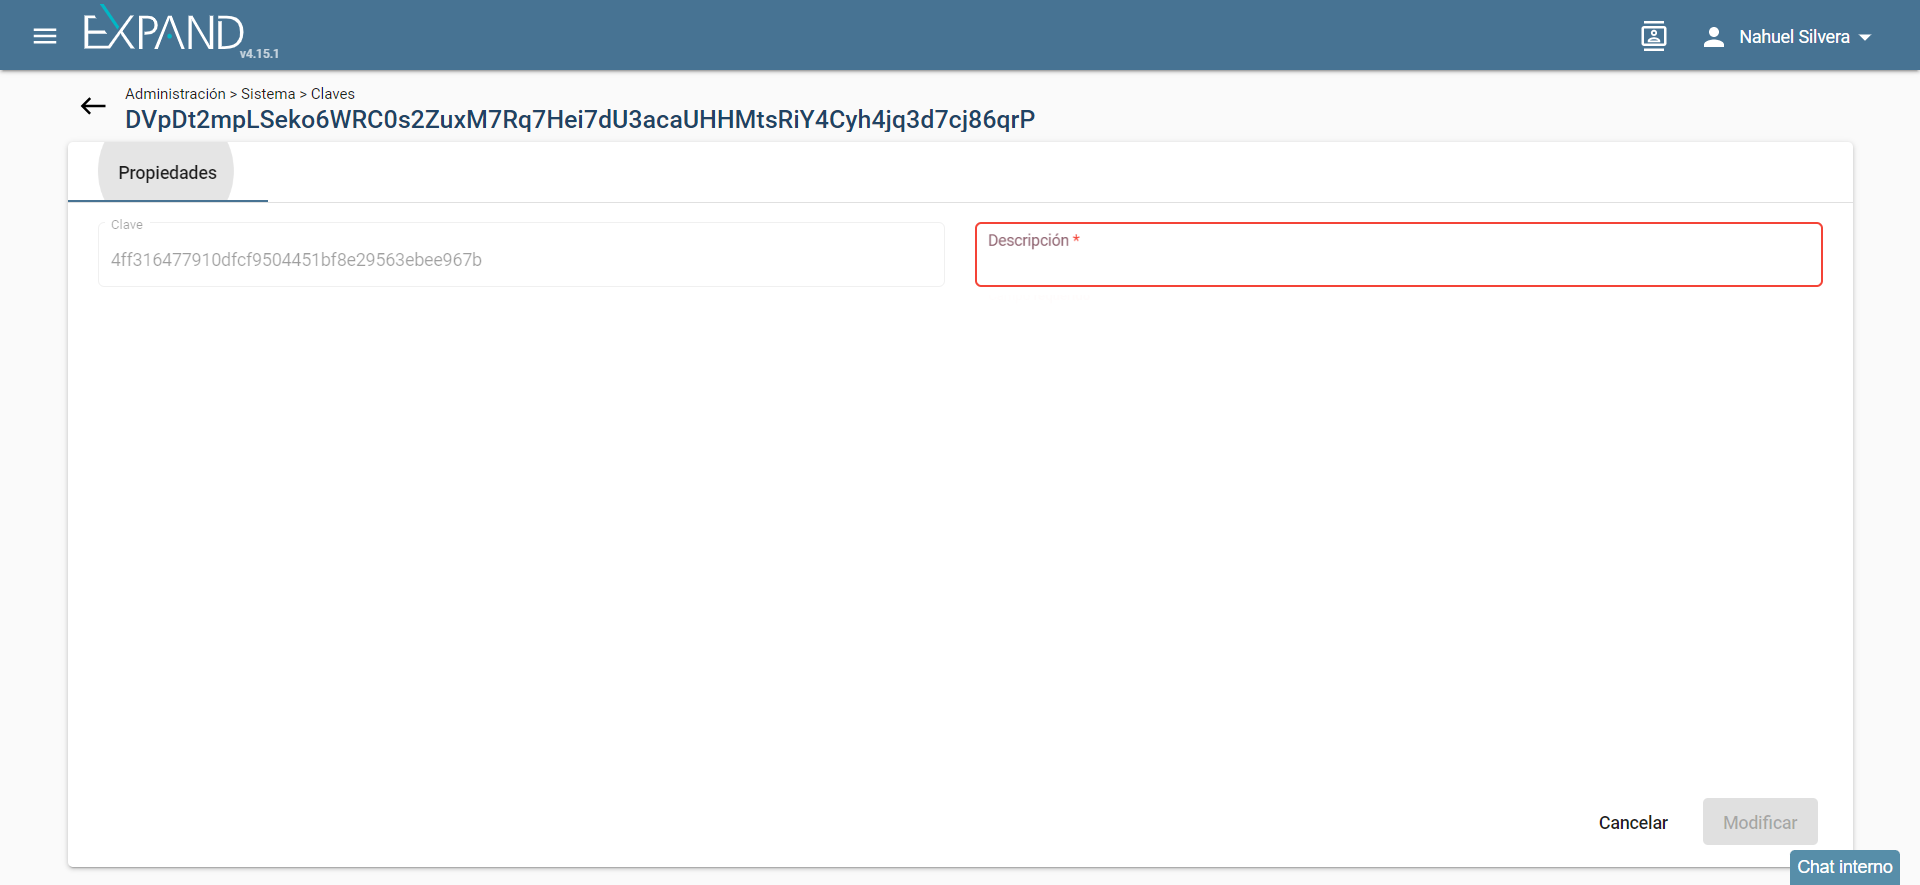 EXPAND
v4.15.1
Nahuel Silvera
Administración > Sistema > Claves
DVpDt2mpLSeko6WRC0s2ZuxM7Rq7Hei7dU3acaUHHMtsRiY4Cyh4jq3d7cj86qrP
Propiedades
Clave
4ff316477910dfcf9504451bf8e29563ebee967b
Descripción *
Cancelar
Modificar
Chat interno